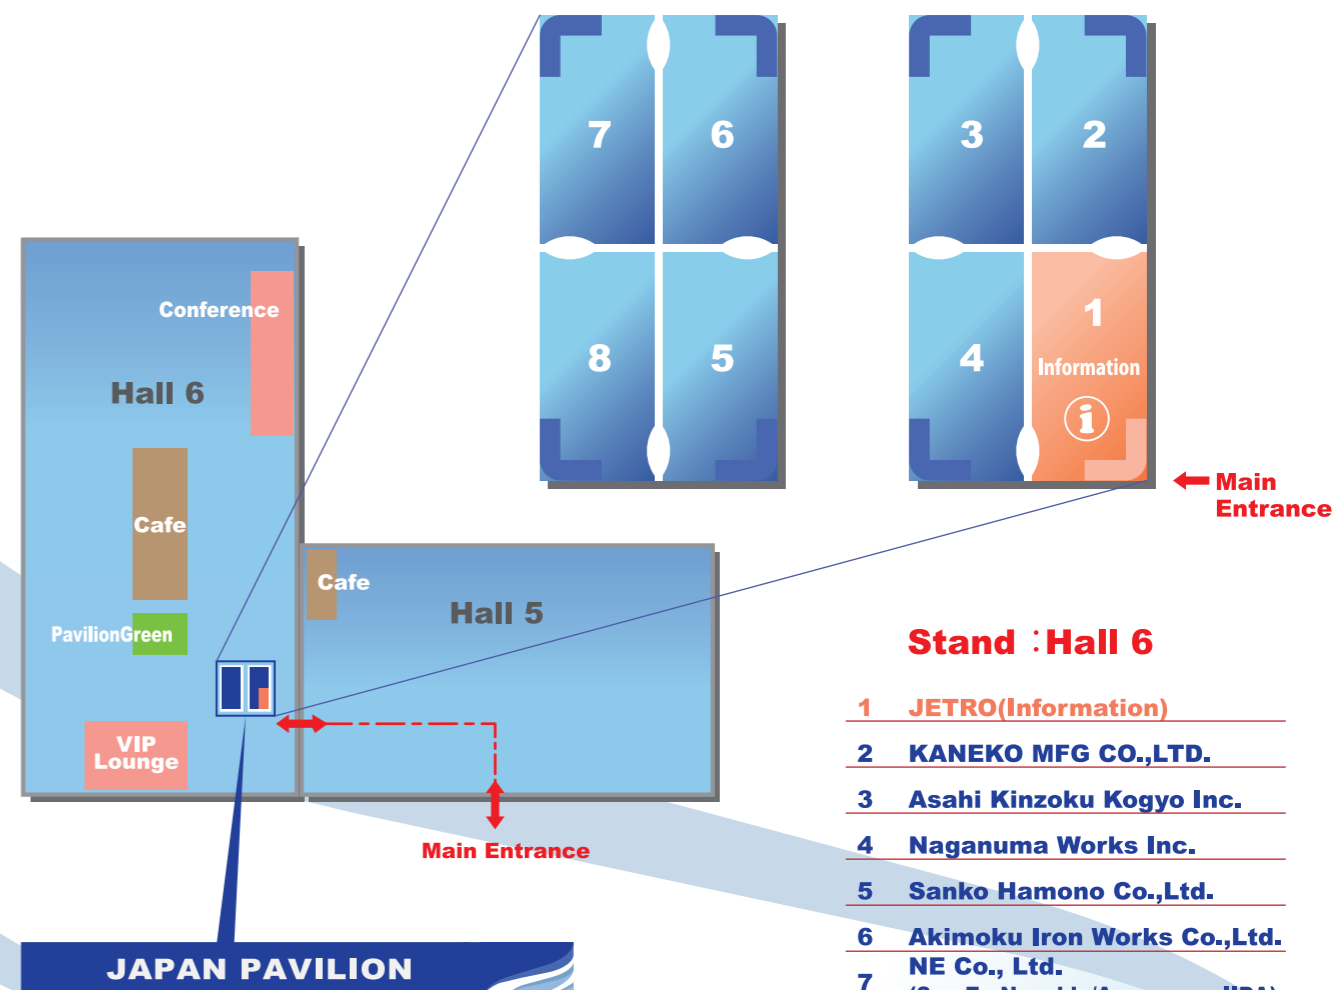 7
6
3
2
8
5
4
1
Information
Main
Entrance
Conference
Hall 6
Cafe
PavilionGreen
VIP
Lounge
Cafe
Hall 5
Main Entrance
JAPAN PAVILION
Stand :Hall 6
1 JETRO(Information)
2 KANEKO MFG CO.,LTD.
3 Asahi Kinzoku Kogyo Inc.
4 Naganuma Works Inc.
5 Sanko Hamono Co.,Ltd.
6 Akimoku Iron Works Co.,Ltd.
7 NE Co., Ltd.